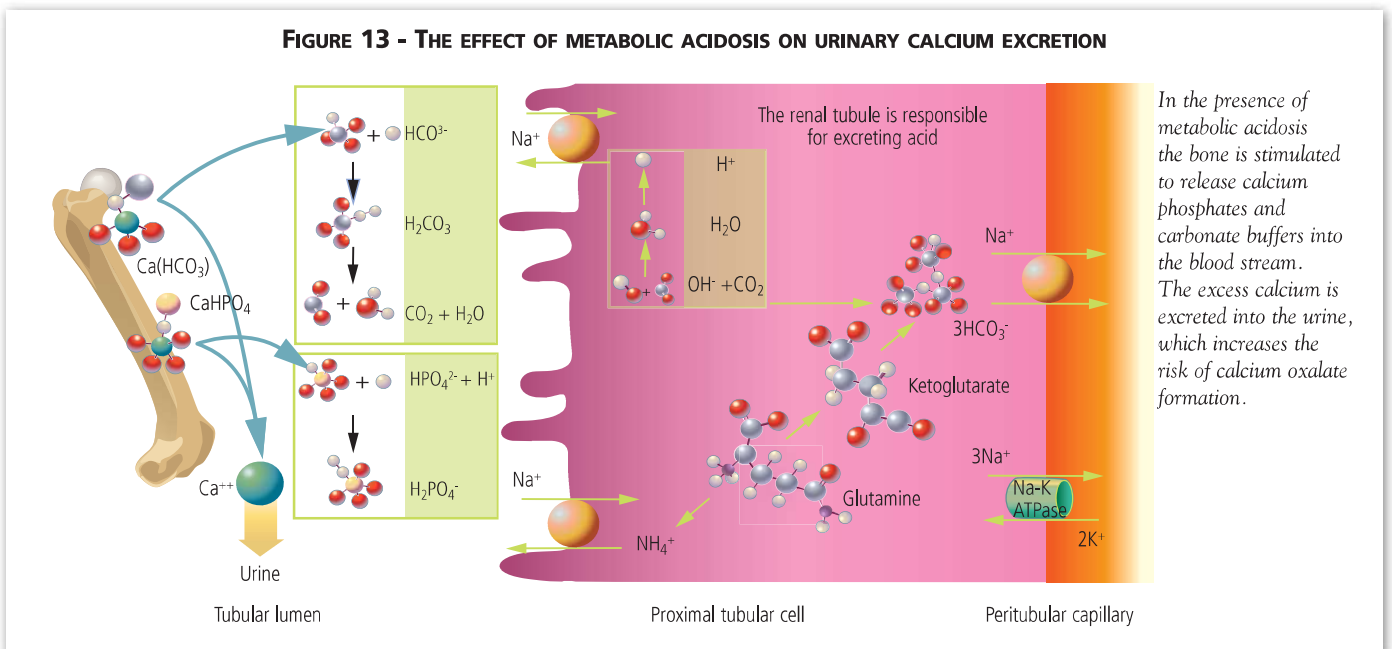 FIGURE 13 - THE EFFECT OF METABOLIC ACIDOSIS ON URINARY CALCIUM EXCRETION
Ca(HCO₃)
CaHPO₄
Ca⁺⁺
Urine
Tubular lumen
+ HCO³⁻
H₂CO₃
+
CO₂ + H₂O
+
HPO₄²⁻ + H⁺
H₂PO₄⁻
Na⁺
The renal tubule is responsible
for excreting acid
H⁺
H₂O
+
OH⁻ +CO₂
Na⁺
3HCO₃⁻
Ketoglutarate
Glutamine
Na⁺
NH₄⁺
3Na⁺
Na-K
ATPase
2K⁺
Proximal tubular cell
Peritubular capillary
In the presence of
metabolic acidosis
the bone is stimulated
to release calcium
phosphates and
carbonate buffers into
the blood stream.
The excess calcium is
excreted into the urine,
which increases the
risk of calcium oxalate
formation.